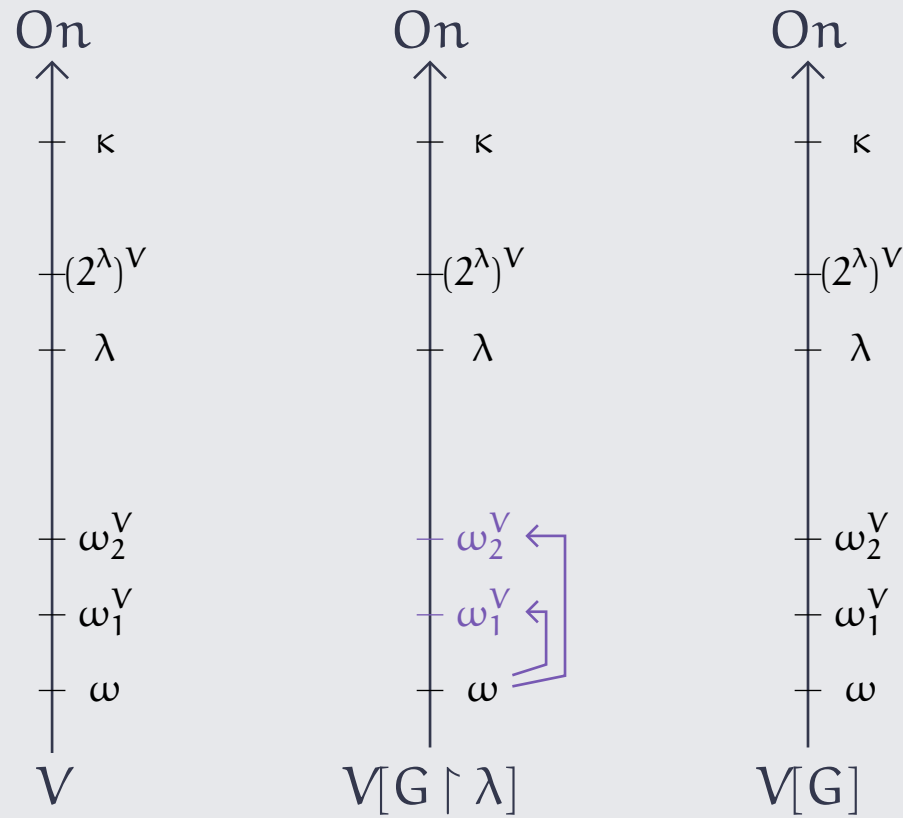 On On On
κ κ κ
(2^λ)^V (2^λ)^V (2^λ)^V
λ λ λ
ω_2^V ω_2^V ω_2^V
ω_1^V ω_1^V ω_1^V
ω ω ω
V V[G ↾ λ] V[G]